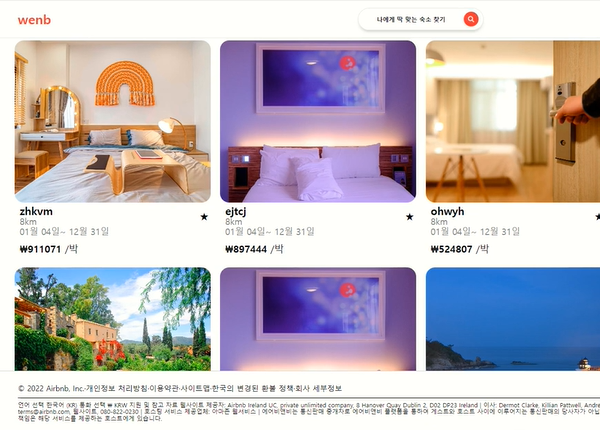 wenb
나에게 딱 맞는 숙소 찾기
zhkvm
8km
01월 04일~ 12월 31일
₩911071 /박
ejtcj
8km
01월 04일~ 12월 31일
₩897444 /박
ohwyh
8km
01월 04일~ 12월 31일
₩524807 /박
© 2022 Airbnb, Inc.·개인정보 처리방침·이용약관·사이트맵·한국의 변경된 환불 정책·회사 세부정보
언어 선택 한국어 (KR) 통화 선택 ₩ KRW 지원 및 참고 자료 웹사이트 제공자: Airbnb Ireland UC, private unlimited company, 8 Hanover Quay Dublin 2, D02 DP23 Ireland | 이사: Dermot Clarke, Killian Pattwell,
terms@airbnb.com, 웹사이트, 080-822-0230 | 호스팅 서비스 제공업체: 아마존 웹서비스 | 에어비앤비는 통신판매 중개자로 에어비앤비 플랫폼을 통하여 게스트와 호스트 사이에 이루어지는 통신판매의 당사자가
책임은 해당 서비스를 제공하는 호스트에게 있습니다.